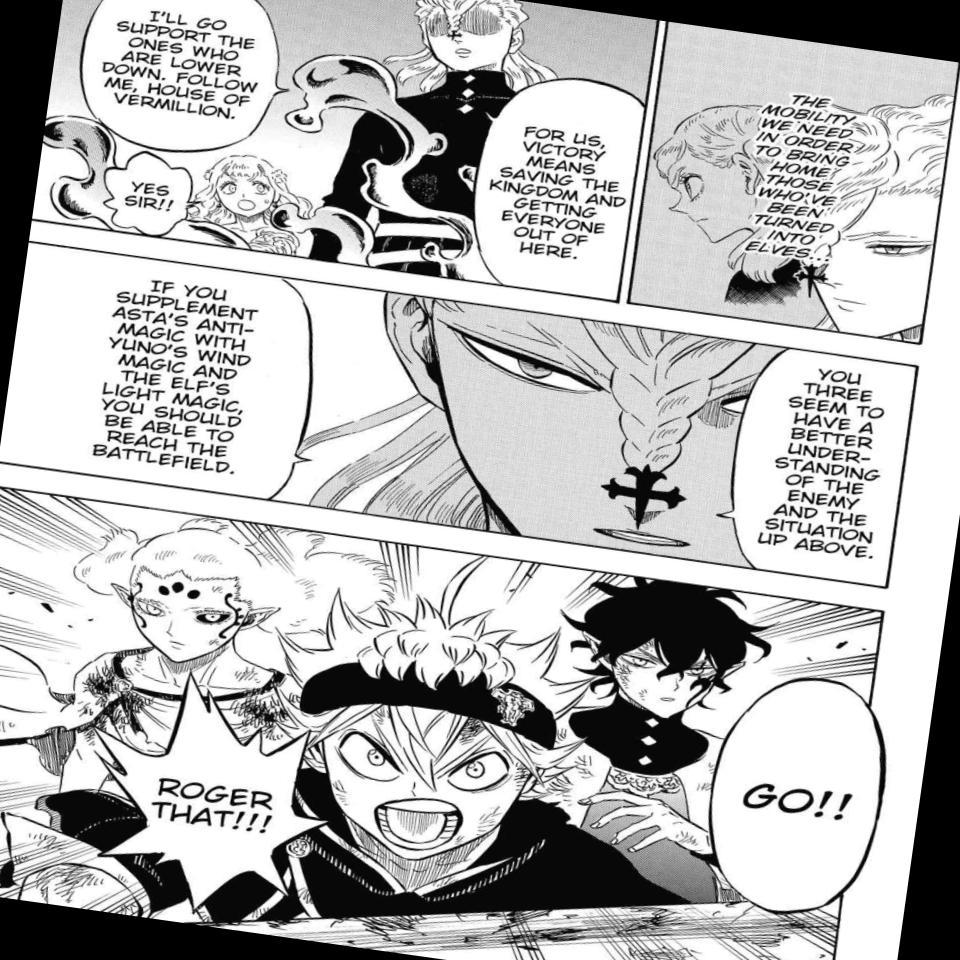 I'LL GO
SUPPORT THE
ONES WHO
ARE LOWER
DOWN. FOLLOW
ME, HOUSE OF
VERMILLION.
YES
SIR!!
FOR US,
VICTORY
MEANS
SAVING THE
KINGDOM AND
GETTING
EVERYONE
OUT OF
HERE.
THE
MOBILITY
WE NEED
IN ORDER
TO BRING
HOME
THOSE
WHO'VE
BEEN
TURNED
INTO
ELVES...
IF YOU
SUPPLEMENT
ASTA'S ANTI-
MAGIC WITH
YUNO'S WIND
MAGIC AND
THE ELF'S
LIGHT MAGIC,
YOU SHOULD
BE ABLE TO
REACH THE
BATTLEFIELD.
YOU
THREE
SEEM TO
HAVE A
BETTER
UNDER-
STANDING
OF THE
ENEMY
AND THE
SITUATION
UP ABOVE.
ROGER
THAT!!!
GO!!